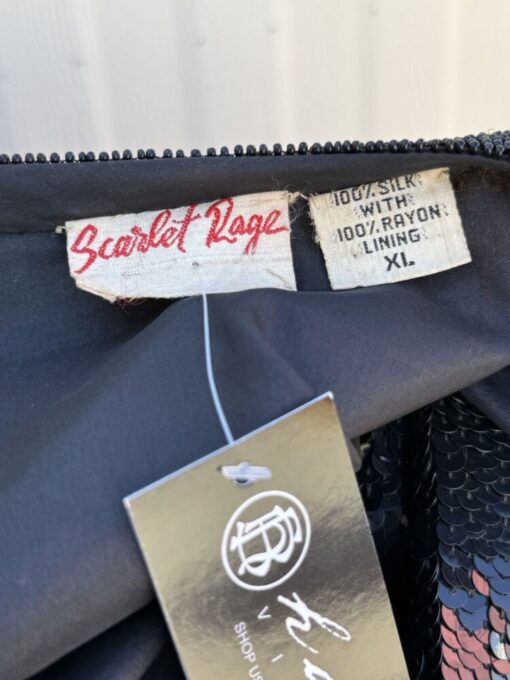 Scarlet Rage
100% SILK
WITH
100% RAYON
LINING
XL
SHOP US